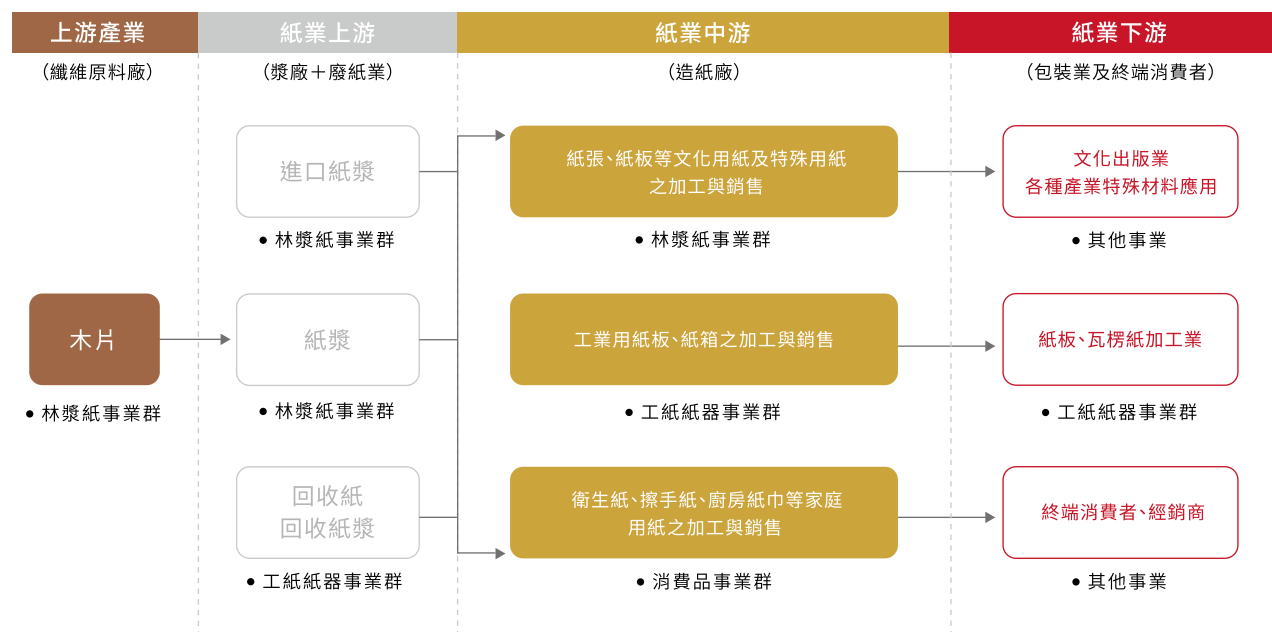 上游產業
紙業上游
紙業中游
紙業下游
（纖維原料廠）
（漿廠＋廢紙業）
（造紙廠）
（包裝業及終端消費者）
進口紙漿
紙張、紙板等文化用紙及特殊用紙
之加工與銷售
文化出版業
各種產業特殊材料應用
• 林漿紙事業群
• 林漿紙事業群
• 其他事業
木片
紙漿
工業用紙板、紙箱之加工與銷售
紙板、瓦楞紙加工業
• 林漿紙事業群
• 林漿紙事業群
• 工紙紙器事業群
• 工紙紙器事業群
回收紙
回收紙漿
衛生紙、擦手紙、廚房紙巾等家庭
用紙之加工與銷售
終端消費者、經銷商
• 工紙紙器事業群
• 消費品事業群
• 其他事業